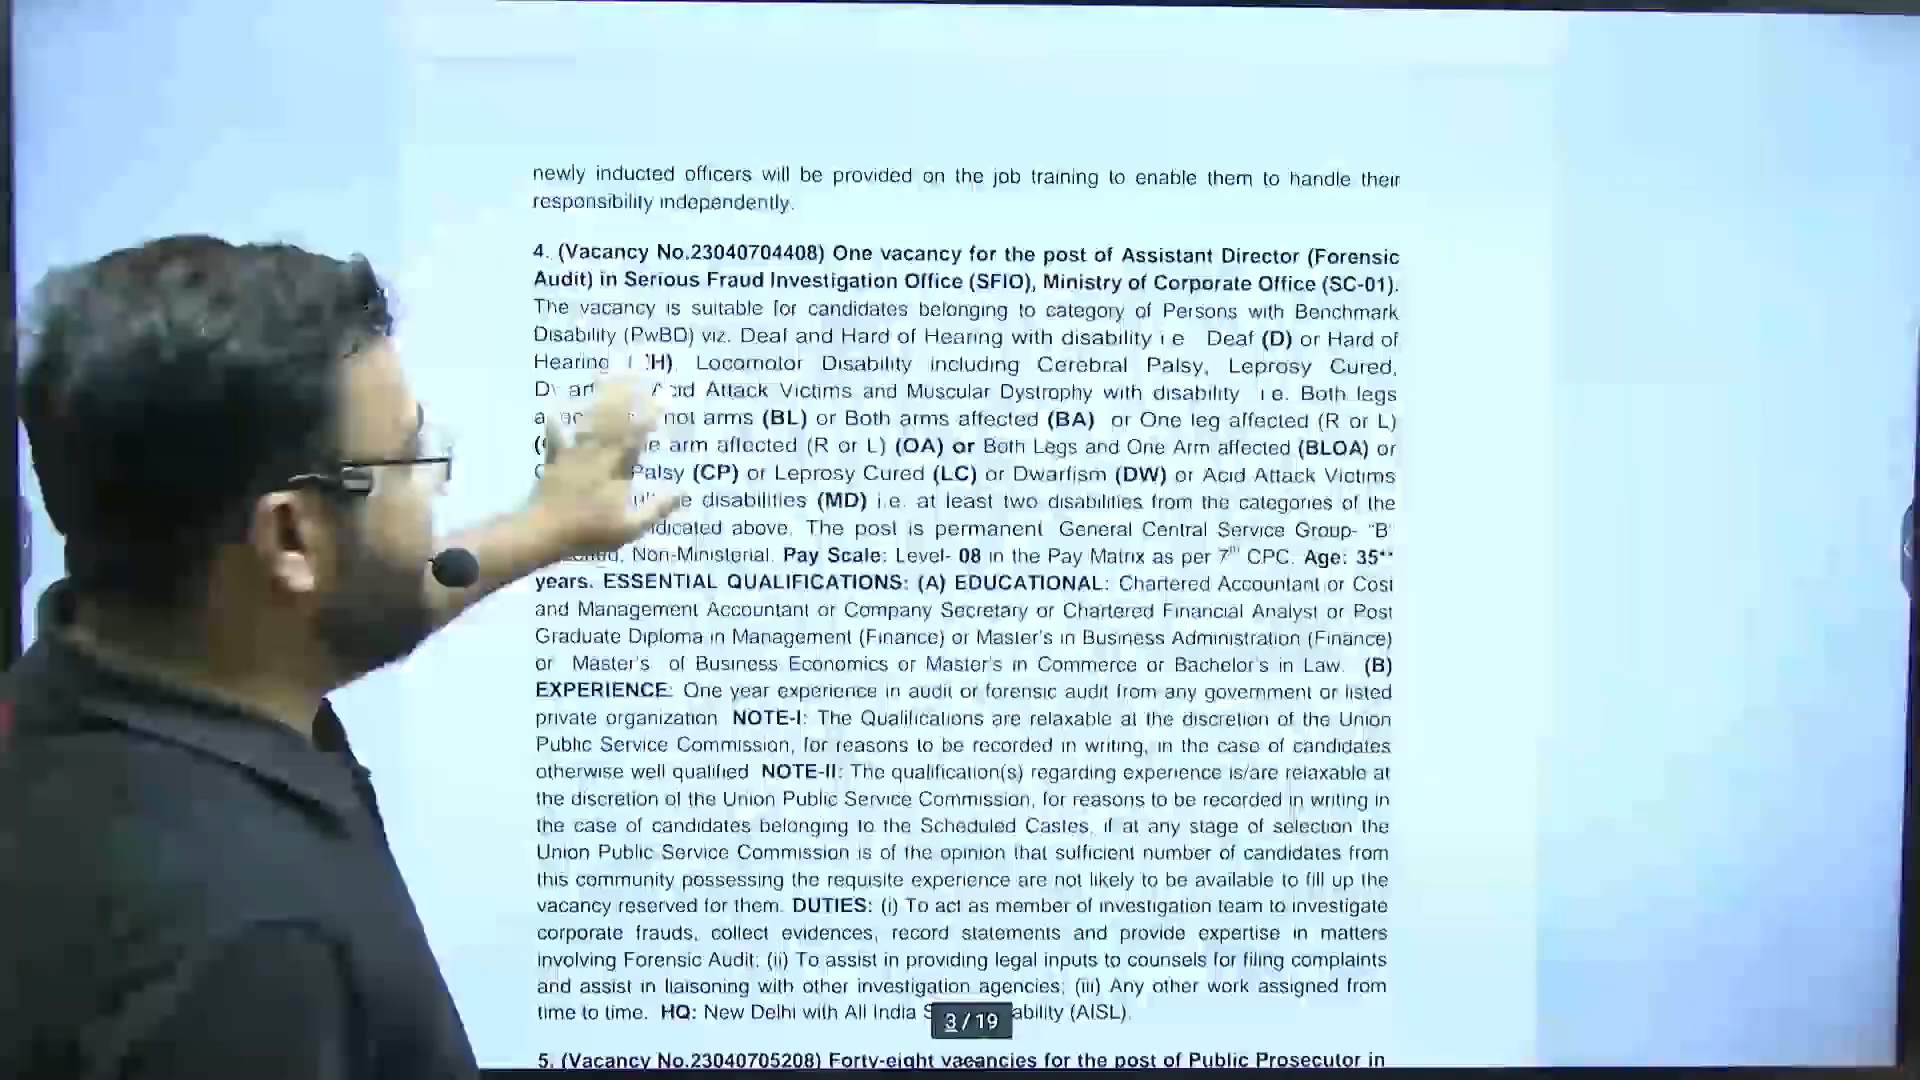 newly inducted officers will be provided on the job training to enable them to handle their
responsibility independently.
4. (Vacancy No.23040704408) One vacancy for the post of Assistant Director (Forensic
Audit) in Serious Fraud Investigation Office (SFIO), Ministry of Corporate Office (SC-01).
The vacancy is suitable for candidates belonging to category of Persons with Benchmark
Disability (PwBD) viz. Deaf and Hard of Hearing with disability i e Deaf (D) or Hard of
Hearing H) Locomotor Disability including Cerebral Palsy, Leprosy Cured,
Attack Victims and Muscular Dystrophy with disability i e. Both legs
not arms (BL) or Both arms affected (BA) or One leg affected (R or L)
arm affected (R or L) (OA) or Both Legs and One Arm affected (BLOA) or
Palsy (CP) or Leprosy Cured (LC) or Dwarfism (DW) or Acid Attack Victims
disabilities (MD) i.e. at least two disabilities from the categories of the
above. The post is permanent General Central Service Group- "B"
Non-Ministerial. Pay Scale: Level- 08 in the Pay Matrix as per 7th CPC. Age: 35**
years. ESSENTIAL QUALIFICATIONS: (A) EDUCATIONAL: Chartered Accountant or Cost
and Management Accountant or Company Secretary or Chartered Financial Analyst or Post
Graduate Diploma in Management (Finance) or Master's in Business Administration (Finance)
or Master's of Business Economics or Master's in Commerce or Bachelor's in Law. (B)
EXPERIENCE: One year experience in audit or forensic audit from any government or listed
private organization NOTE-I: The Qualifications are relaxable at the discretion of the Union
Public Service Commission, for reasons to be recorded in writing, in the case of candidates
otherwise well qualified NOTE-II: The qualification(s) regarding experience is/are relaxable at
the discretion of the Union Public Service Commission, for reasons to be recorded in writing in
the case of candidates belonging to the Scheduled Castes, if at any stage of selection the
Union Public Service Commission is of the opinion that sufficient number of candidates from
this community possessing the requisite experience are not likely to be available to fill up the
vacancy reserved for them. DUTIES: (i) To act as member of investigation team to investigate
corporate frauds, collect evidences, record statements and provide expertise in matters
involving Forensic Audit; (ii) To assist in providing legal inputs to counsels for filing complaints
and assist in liaisoning with other investigation agencies; (iii) Any other work assigned from
time to time. HQ: New Delhi with All India S ability (AISL).
3 / 19
5. (Vacancy No.23040705208) Forty-eight vacancies for the post of Public Prosecutor in